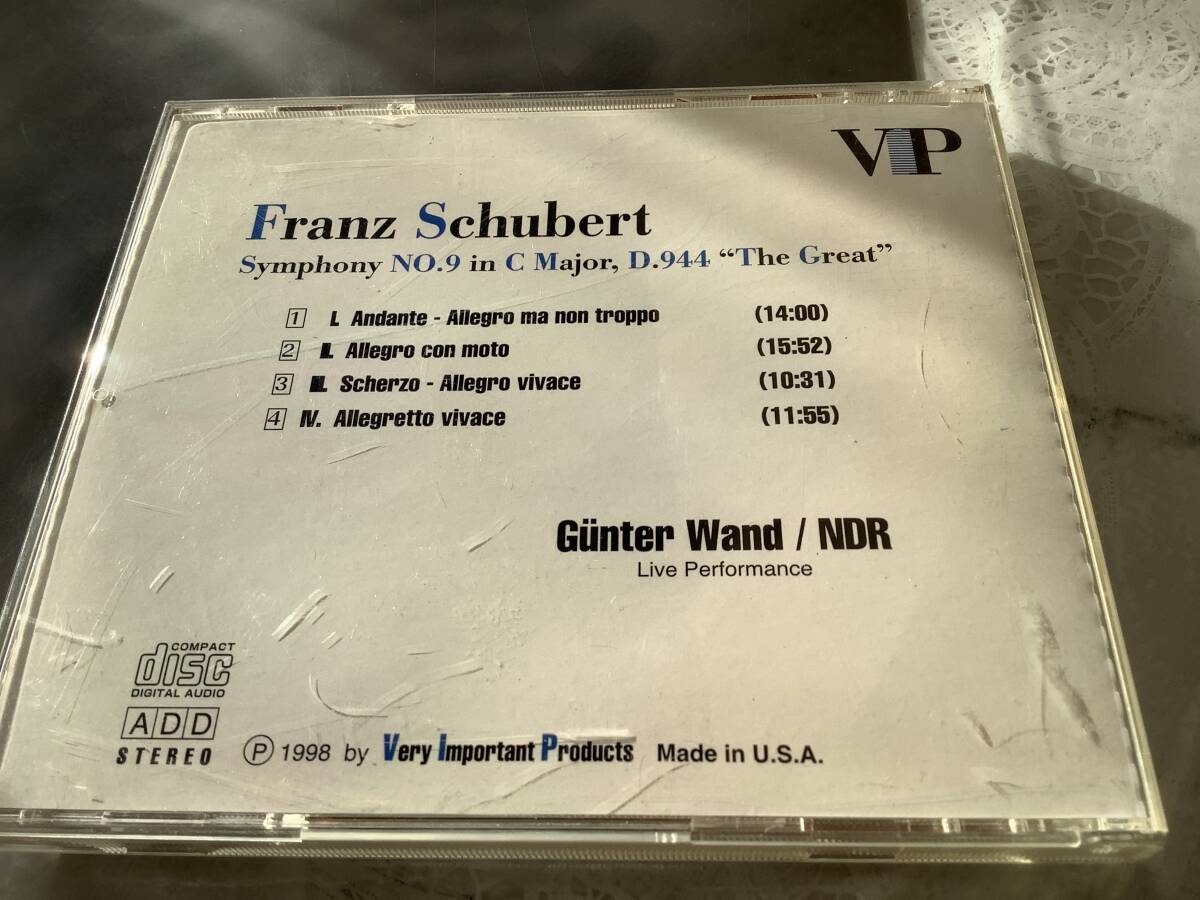 VIP
Franz Schubert
Symphony NO.9 in C Major, D.944 “The Great”
1 I. Andante - Allegro ma non troppo (14:00)
2 II. Allegro con moto (15:52)
3 III. Scherzo - Allegro vivace (10:31)
4 IV. Allegretto vivace (11:55)
Günter Wand / NDR
Live Performance
COMPACT
disc
DIGITAL AUDIO
ADD
STEREO
Ⓟ 1998 by Very Important Products Made in U.S.A.